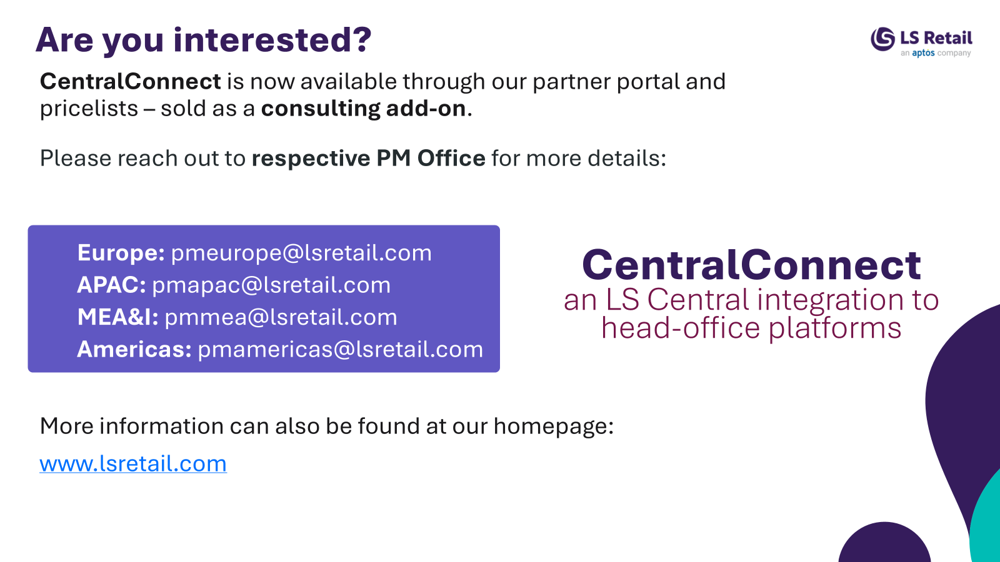 Are you interested?
LS Retail
an aptos company
CentralConnect is now available through our partner portal and
pricelists – sold as a consulting add-on.
Please reach out to respective PM Office for more details:
Europe: pmeurope@lsretail.com
APAC: pmapac@lsretail.com
MEA&I: pmmea@lsretail.com
Americas: pmamericas@lsretail.com
CentralConnect
an LS Central integration to
head-office platforms
More information can also be found at our homepage:
www.lsretail.com